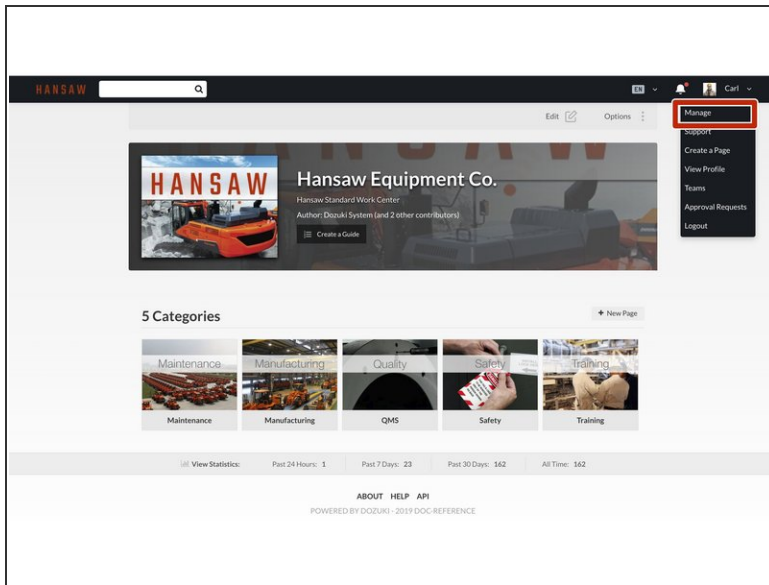 HANSAW
EN
Carl
Edit
Options
Manage
Support
Create a Page
View Profile
Teams
Approval Requests
Logout
HANSAW
Hansaw Equipment Co.
Hansaw Standard Work Center
Author: Dozuki System (and 2 other contributors)
Create a Guide
5 Categories
+ New Page
Maintenance
Manufacturing
Quality
Safety
Training
Maintenance
Manufacturing
QMS
Safety
Training
View Statistics: Past 24 Hours: 1 Past 7 Days: 23 Past 30 Days: 162 All Time: 162
ABOUT HELP API
POWERED BY DOZUKI - 2019 DOC-REFERENCE